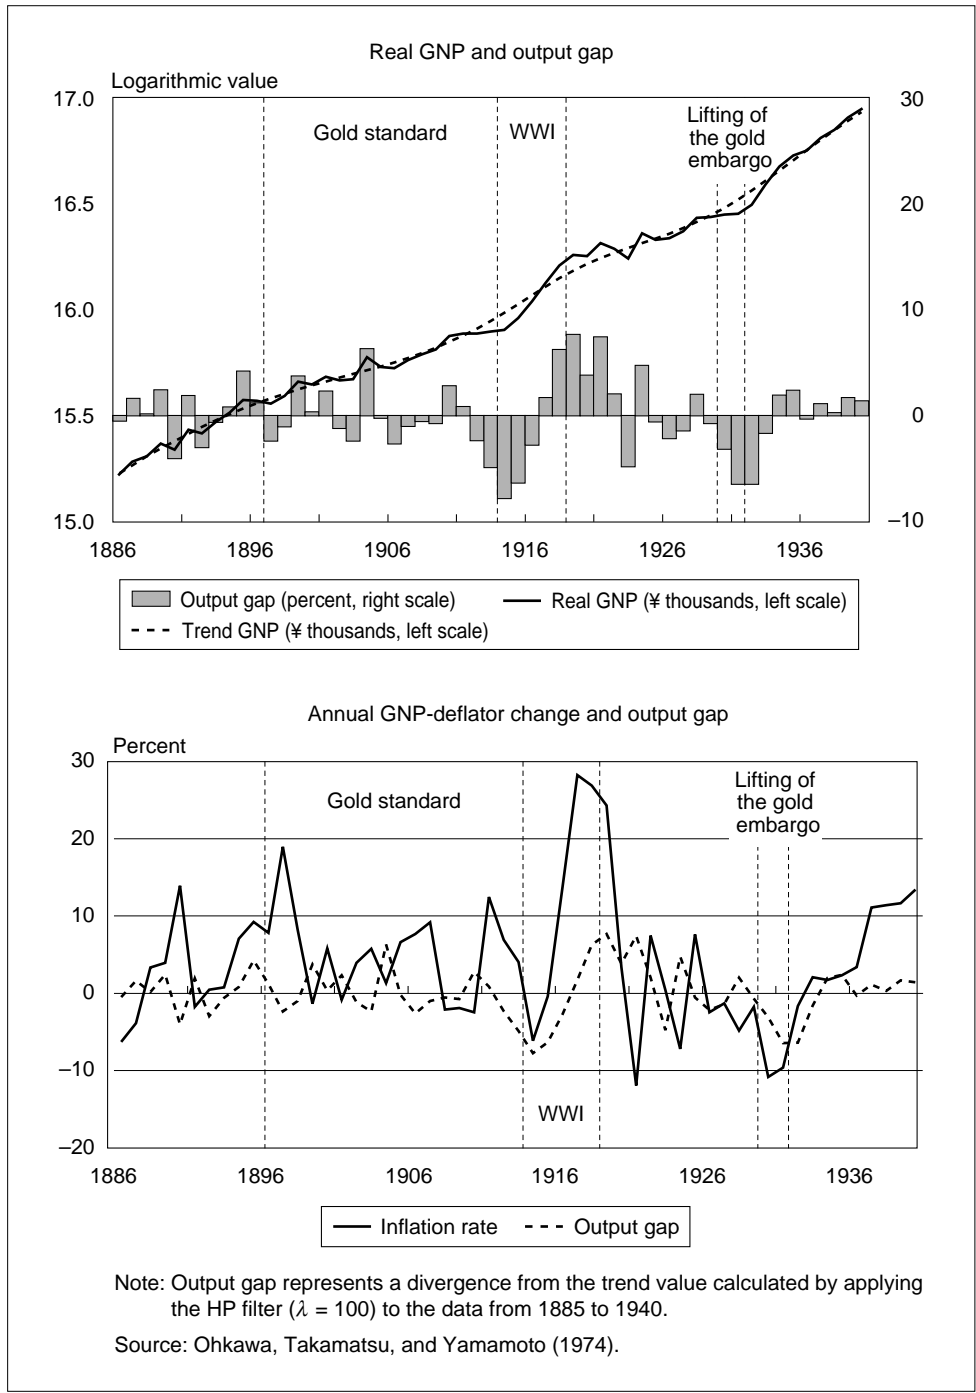 Real GNP and output gap
Logarithmic value
17.0
16.5
16.0
15.5
15.0
30
20
10
0
–10
Gold standard
WWI
Lifting of
the gold
embargo
1886 1896 1906 1916 1926 1936
Output gap (percent, right scale) Real GNP (¥ thousands, left scale)
Trend GNP (¥ thousands, left scale)
Annual GNP-deflator change and output gap
Percent
30
20
10
0
–10
–20
Gold standard
Lifting of
the gold
embargo
WWI
1886 1896 1906 1916 1926 1936
Inflation rate Output gap
Note: Output gap represents a divergence from the trend value calculated by applying
the HP filter (λ = 100) to the data from 1885 to 1940.
Source: Ohkawa, Takamatsu, and Yamamoto (1974).